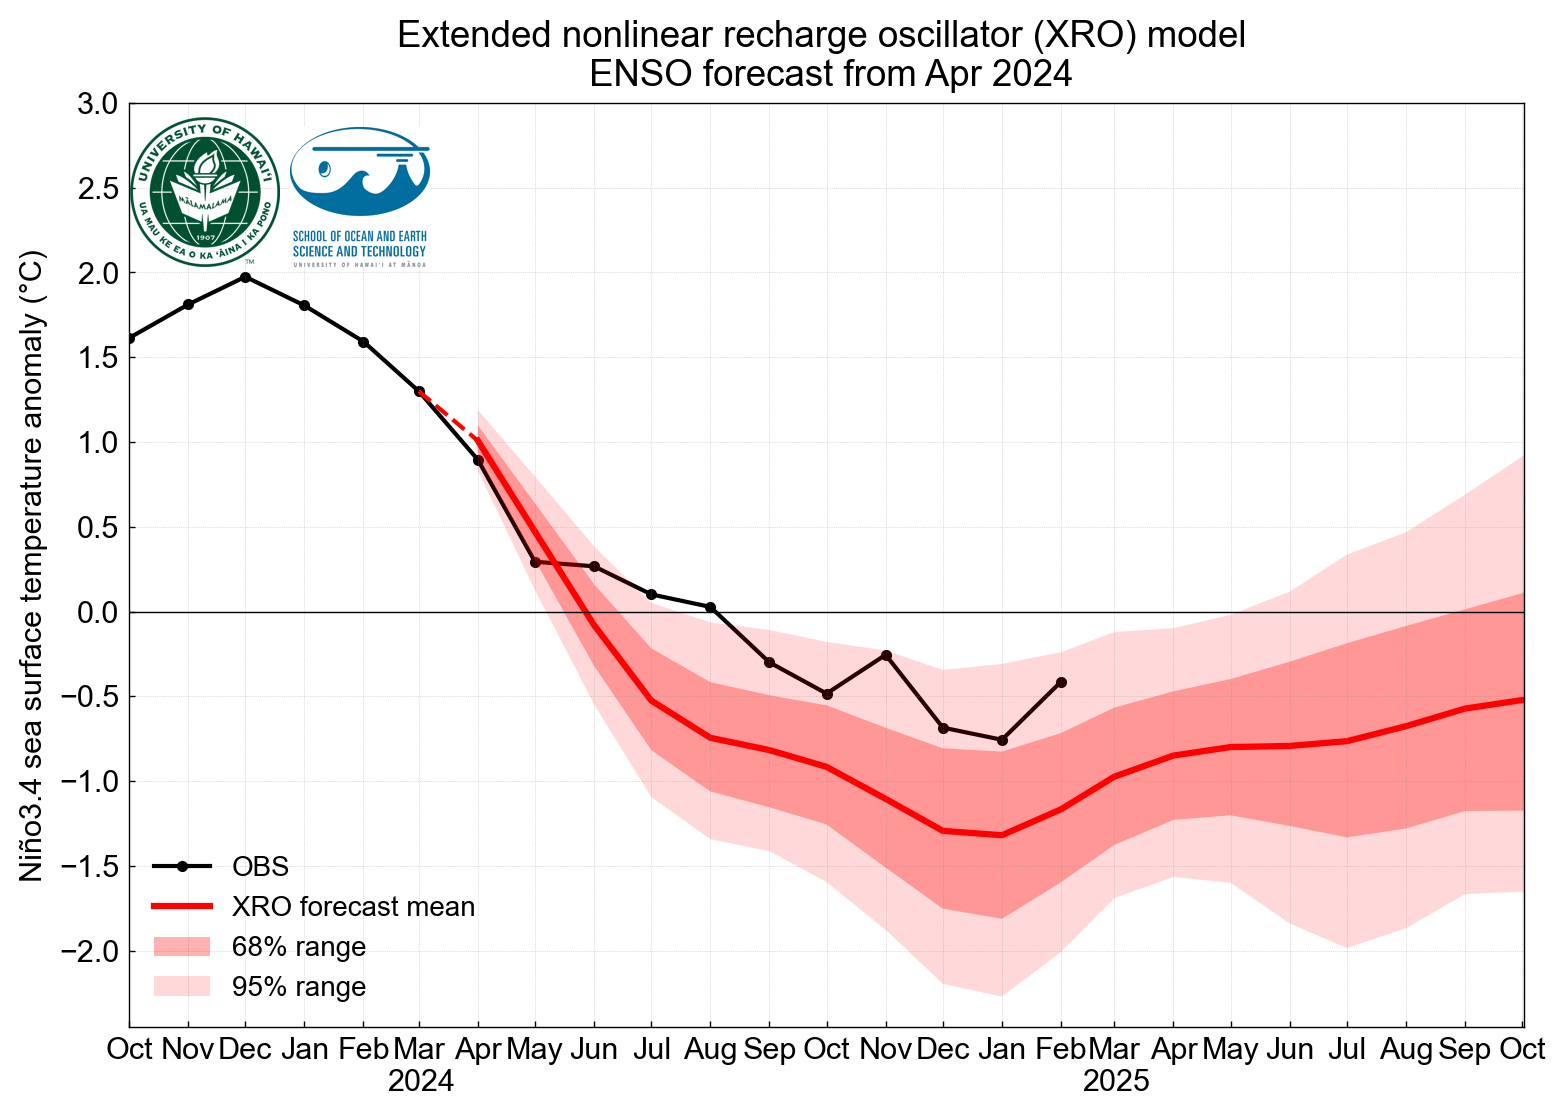 Extended nonlinear recharge oscillator (XRO) model
ENSO forecast from Apr 2024
Niño3.4 sea surface temperature anomaly (°C)
3.0
2.5
2.0
1.5
1.0
0.5
0.0
−0.5
−1.0
−1.5
−2.0
UNIVERSITY OF HAWAI‘I
MĀLAMALAMA
1907
UA MAU KE EA O KA ‘ĀINA I KA PONO
TM
SCHOOL OF OCEAN AND EARTH
SCIENCE AND TECHNOLOGY
UNIVERSITY OF HAWAI‘I AT MĀNOA
OBS
XRO forecast mean
68% range
95% range
Oct Nov Dec Jan Feb Mar Apr May Jun Jul Aug Sep Oct Nov Dec Jan Feb Mar Apr May Jun Jul Aug Sep Oct
2024 2025